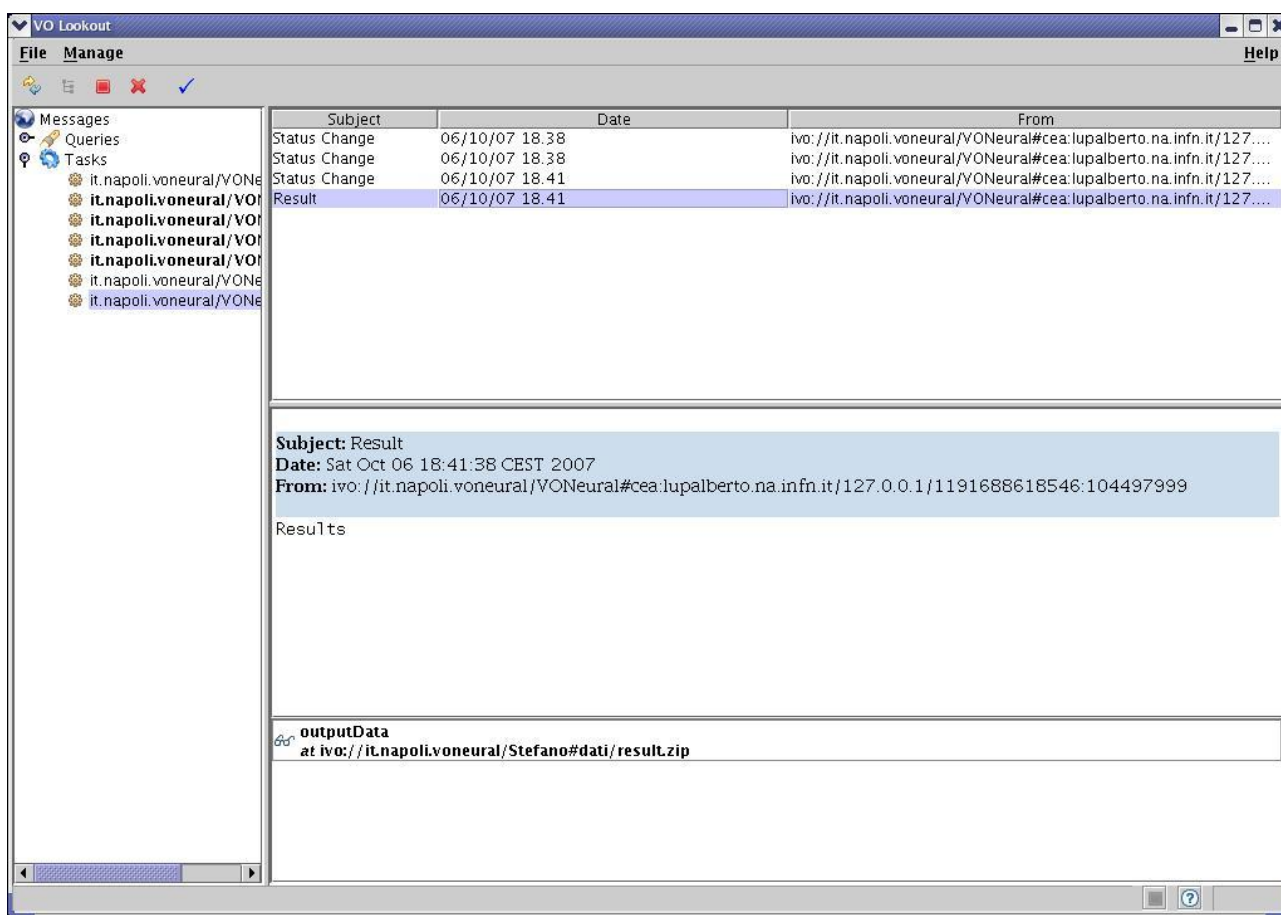 VO Lookout
File Manage Help
Messages
Queries
Tasks
it.napoli.voneural/VONe
it.napoli.voneural/VO
it.napoli.voneural/VO
it.napoli.voneural/VO
it.napoli.voneural/VO
it.napoli.voneural/VONe
it.napoli.voneural/VONe
Subject Date From
Status Change 06/10/07 18.38 ivo://it.napoli.voneural/VONeural#cea:lupalberto.na.infn.it/127....
Status Change 06/10/07 18.38 ivo://it.napoli.voneural/VONeural#cea:lupalberto.na.infn.it/127....
Status Change 06/10/07 18.41 ivo://it.napoli.voneural/VONeural#cea:lupalberto.na.infn.it/127....
Result 06/10/07 18.41 ivo://it.napoli.voneural/VONeural#cea:lupalberto.na.infn.it/127....
Subject: Result
Date: Sat Oct 06 18:41:38 CEST 2007
From: ivo://it.napoli.voneural/VONeural#cea:lupalberto.na.infn.it/127.0.0.1/1191688618546:104497999
Results
outputData
at ivo://it.napoli.voneural/Stefano#dati/result.zip